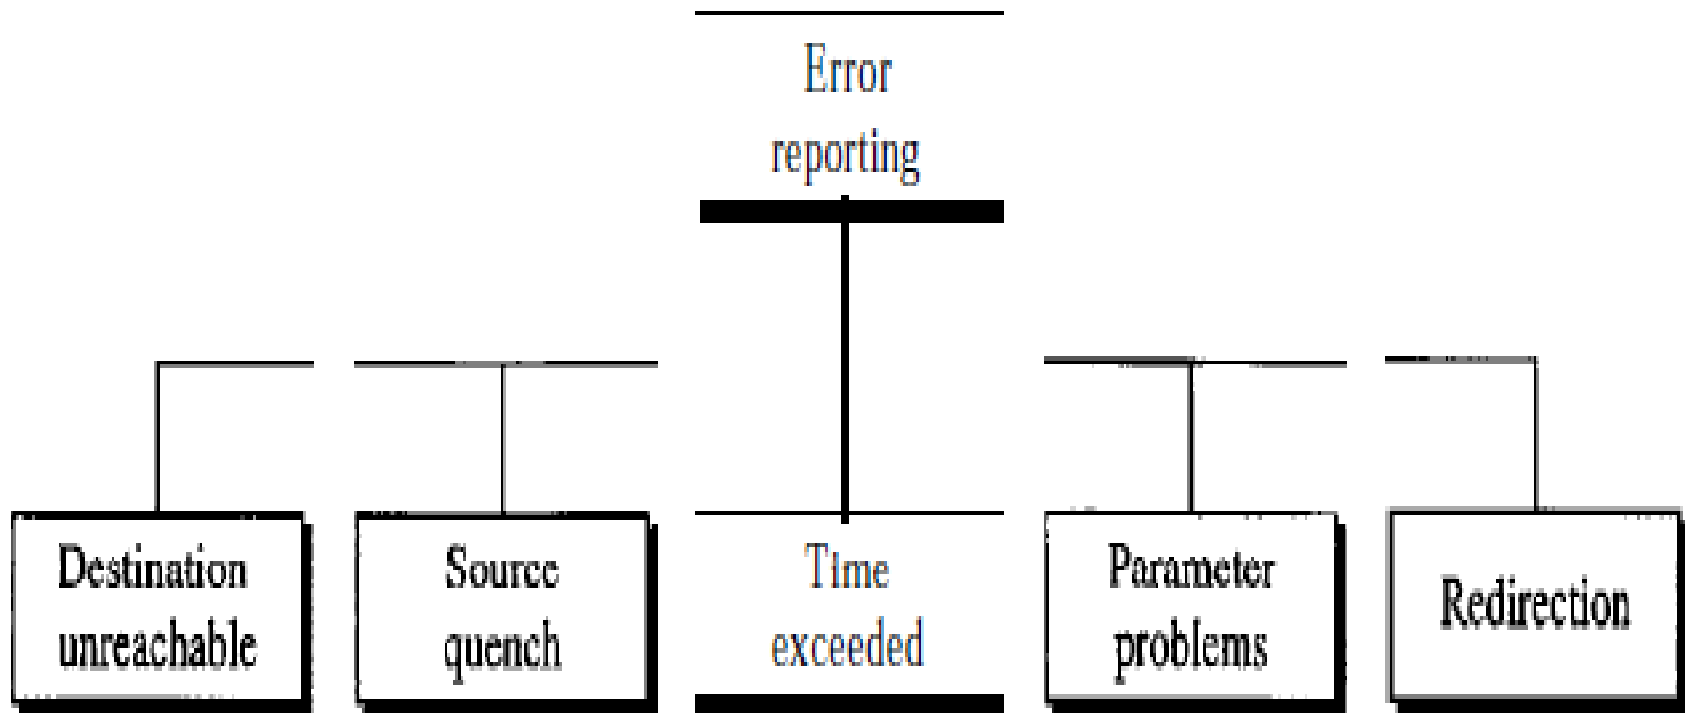 Error
reporting
Destination
unreachable
Source
quench
Time
exceeded
Parameter
problems
Redirection